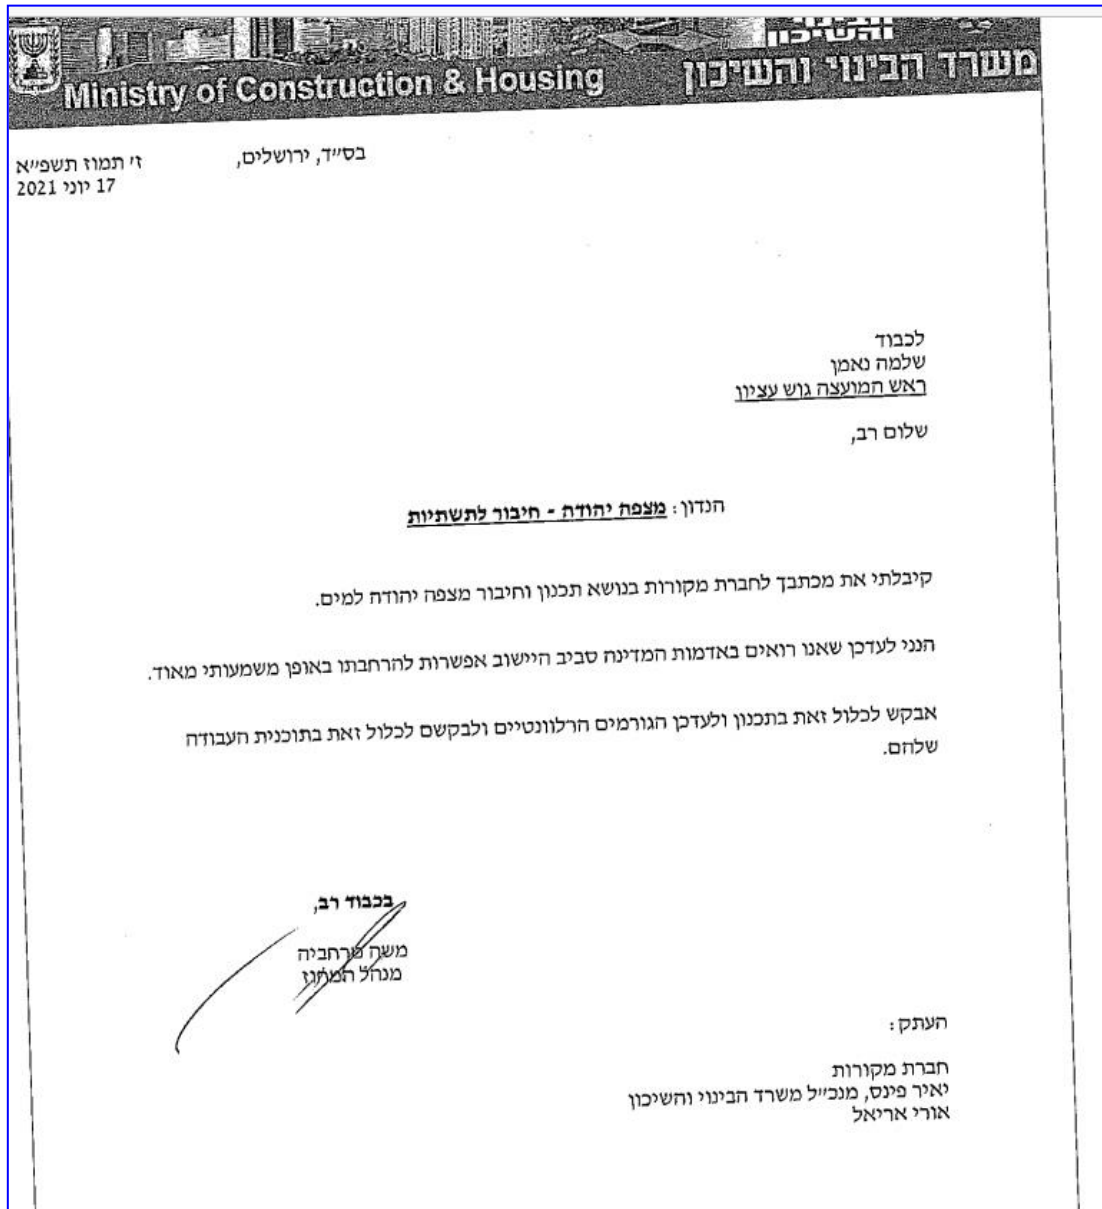 הבינוי
והשיכון
משרד הבינוי והשיכון
Ministry of Construction & Housing
בס״ד, ירושלים, ז׳ תמוז תשפ״א
17 יוני 2021
לכבוד
שלמה נאמן
ראש המועצה גוש עציון
שלום רב,
הנדון: מצפה יהודה - חיבור לתשתיות
קיבלתי את מכתבך לחברת מקורות בנושא תכנון וחיבור מצפה יהודה למים.
הנני לעדכן שאנו רואים באדמות המדינה סביב היישוב אפשרות להרחבתו באופן משמעותי מאוד.
אבקש לכלול זאת בתכנון ולעדכן הגורמים הרלוונטיים ולבקשם לכלול זאת בתוכנית העבודה
שלהם.
בכבוד רב,
משה מרחביה
מנהל המחוז
העתק:
חברת מקורות
יאיר פינס, מנכ״ל משרד הבינוי והשיכון
אורי אריאל